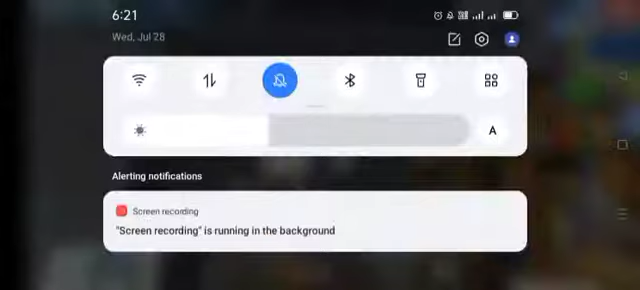 6:21
Wed, Jul 28
A
Alerting notifications
Screen recording
"Screen recording" is running in the background